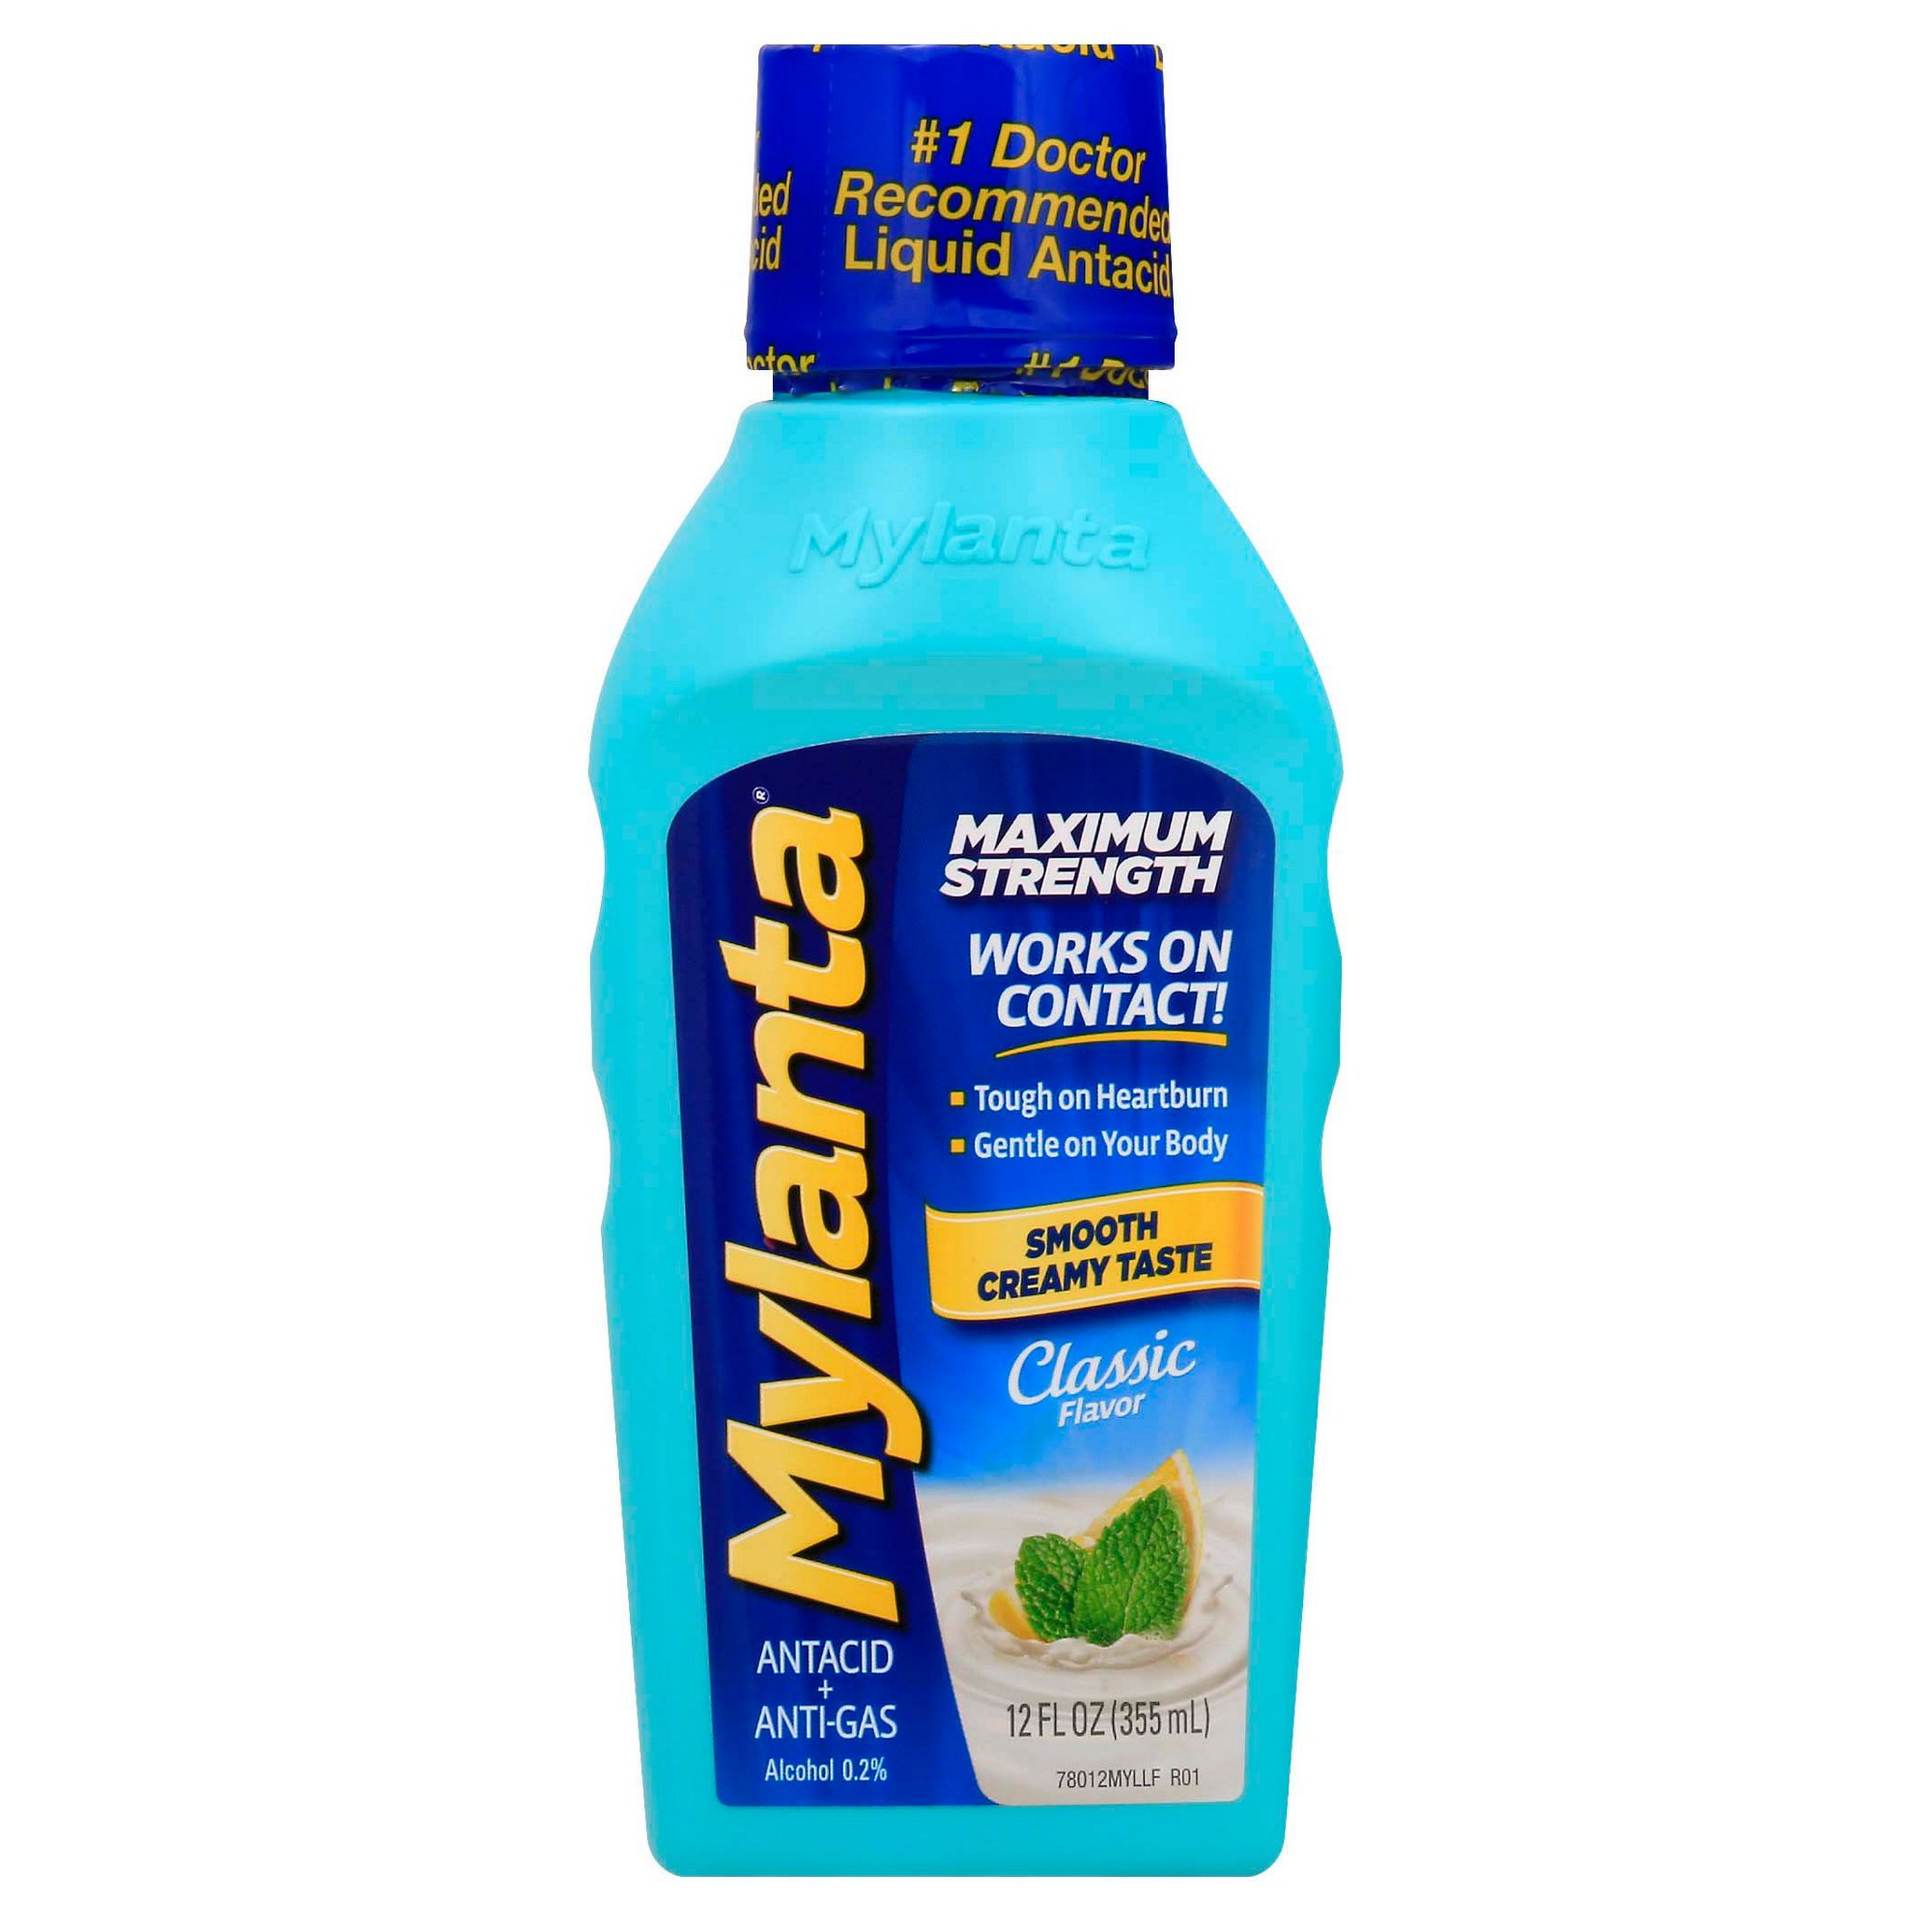 #1 Doctor
Recommended
Liquid Antacid
Mylanta
Mylanta®
MAXIMUM
STRENGTH
WORKS ON
CONTACT!
▪ Tough on Heartburn
▪ Gentle on Your Body
SMOOTH
CREAMY TASTE
Classic
Flavor
ANTACID
+
ANTI-GAS
Alcohol 0.2%
12 FL OZ (355 mL)
78012MYLLF R01